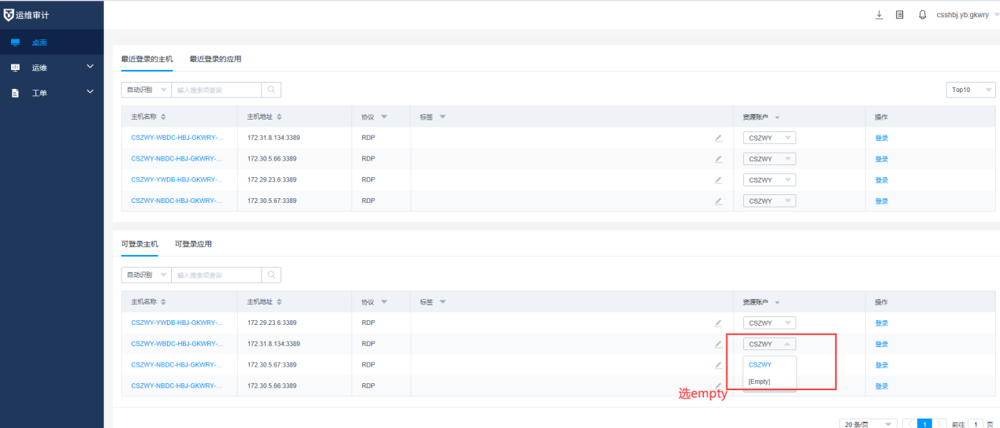 运维审计
csshbj.yb.gkwry
桌面
运维
工单
最近登录的主机 最近登录的应用
自动识别 输入搜索项查询 Top10
主机名称 主机地址 协议 标签 资源账户 操作
CSZWY-WBDC-HBJ-GKWRY-... 172.31.8.134:3389 RDP CSZWY 登录
CSZWY-NBDC-HBJ-GKWRY-... 172.30.5.66:3389 RDP CSZWY 登录
CSZWY-YWDB-HBJ-GKWRY-... 172.29.23.6:3389 RDP CSZWY 登录
CSZWY-NBDC-HBJ-GKWRY-... 172.30.5.67:3389 RDP CSZWY 登录
可登录主机 可登录应用
自动识别 输入搜索项查询
主机名称 主机地址 协议 标签 资源账户 操作
CSZWY-YWDB-HBJ-GKWRY-... 172.29.23.6:3389 RDP CSZWY 登录
CSZWY-WBDC-HBJ-GKWRY-... 172.31.8.134:3389 RDP CSZWY 登录
CSZWY-NBDC-HBJ-GKWRY-... 172.30.5.67:3389 RDP CSZWY 登录
CSZWY-NBDC-HBJ-GKWRY-... 172.30.5.66:3389 RDP [Empty] 登录
选empty
20 条/页 1 前往 1 页